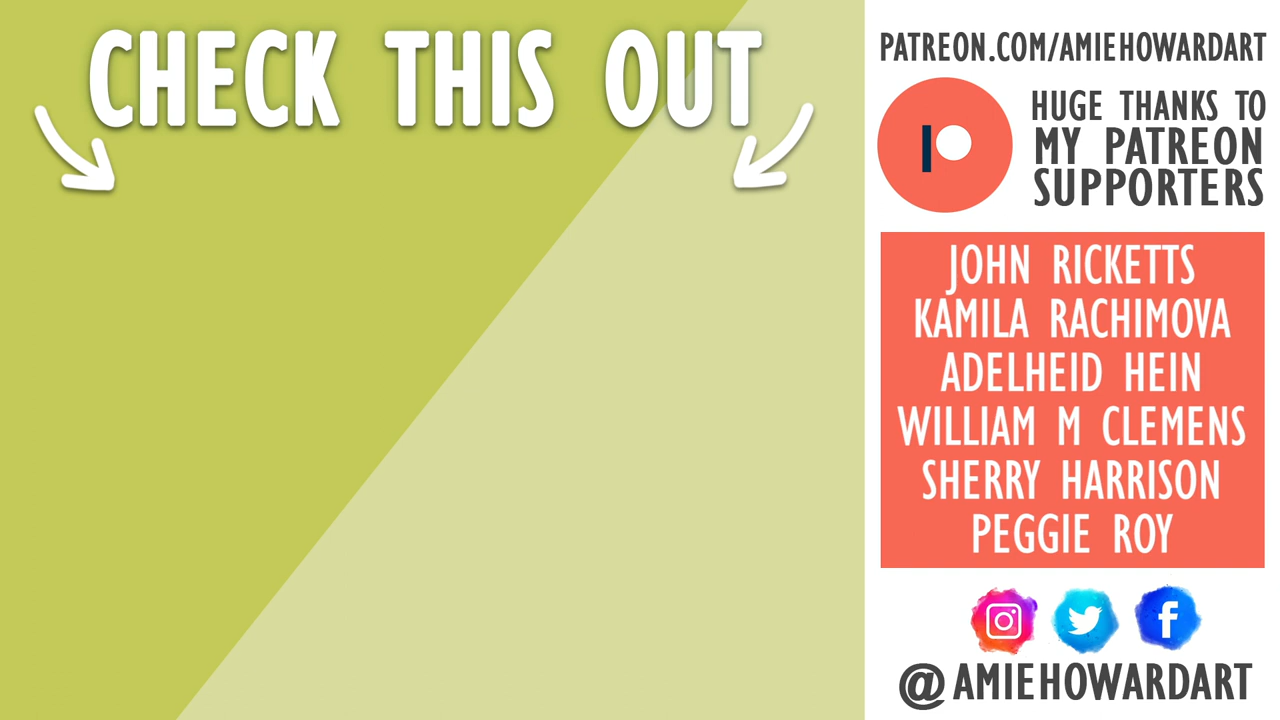 CHECK THIS OUT
PATREON.COM/AMIEHOWARDART
HUGE THANKS TO
MY PATREON
SUPPORTERS
JOHN RICKETTS
KAMILA RACHIMOVA
ADELHEID HEIN
WILLIAM M CLEMENS
SHERRY HARRISON
PEGGIE ROY
@AMIEHOWARDART